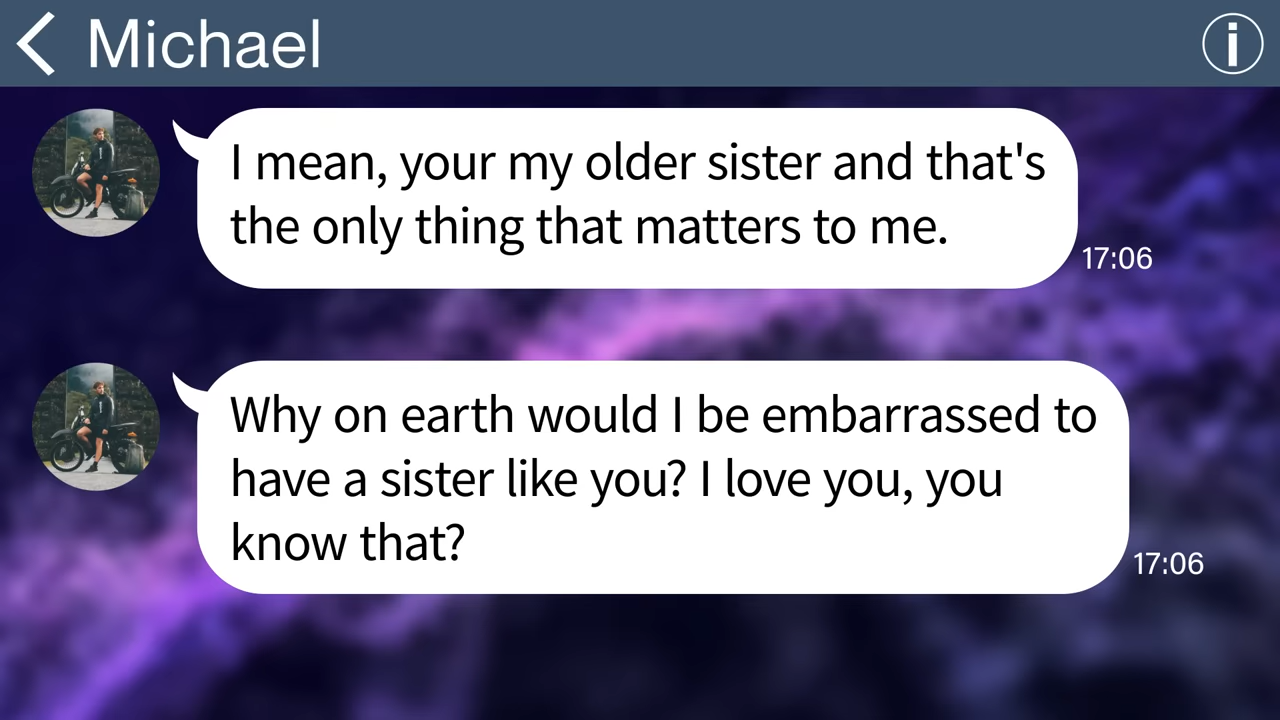 Michael
I mean, your my older sister and that's
the only thing that matters to me.
17:06
Why on earth would I be embarrassed to
have a sister like you? I love you, you
know that?
17:06